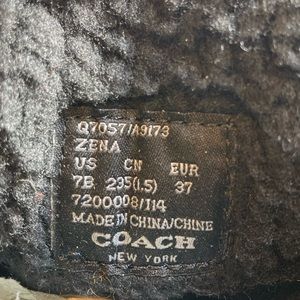 Q7057/A9173
ZENA
US CN EUR
7B 235(1.5) 37
7200008/114
MADE IN CHINA/CHINE
COACH
NEW YORK